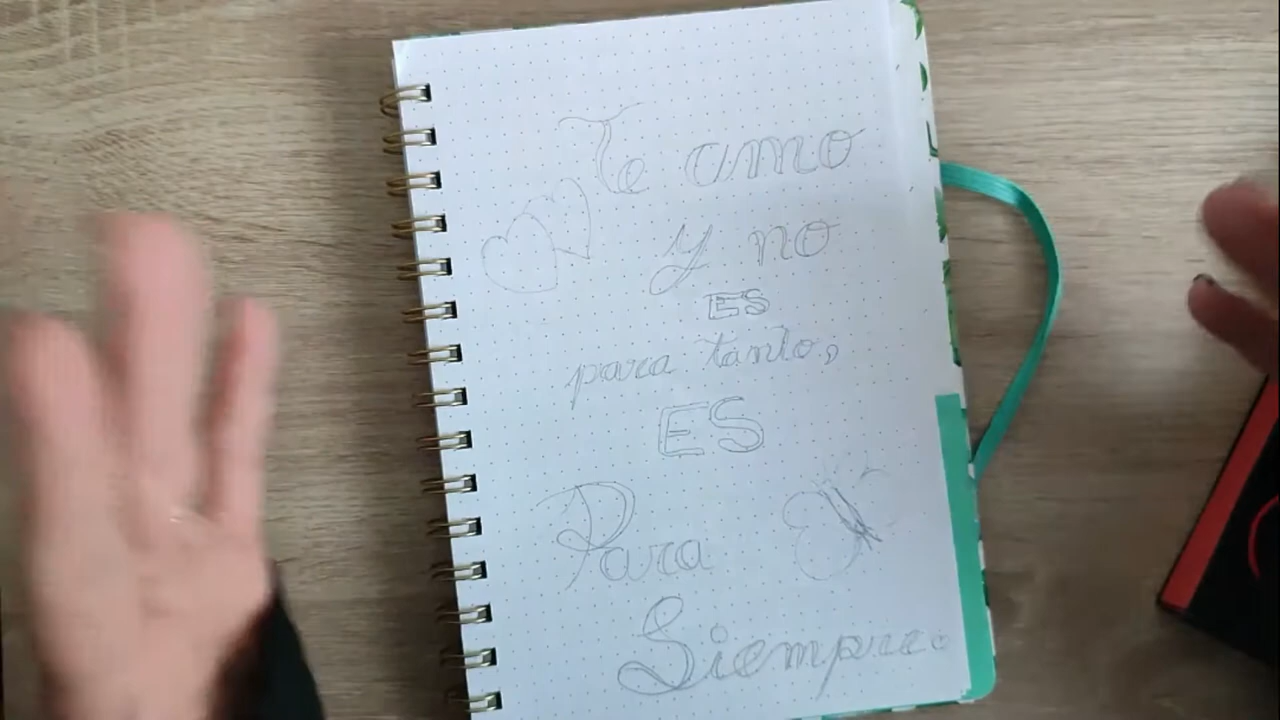 Te amo
y no
ES
para tanto,
ES
Para
Siempre.